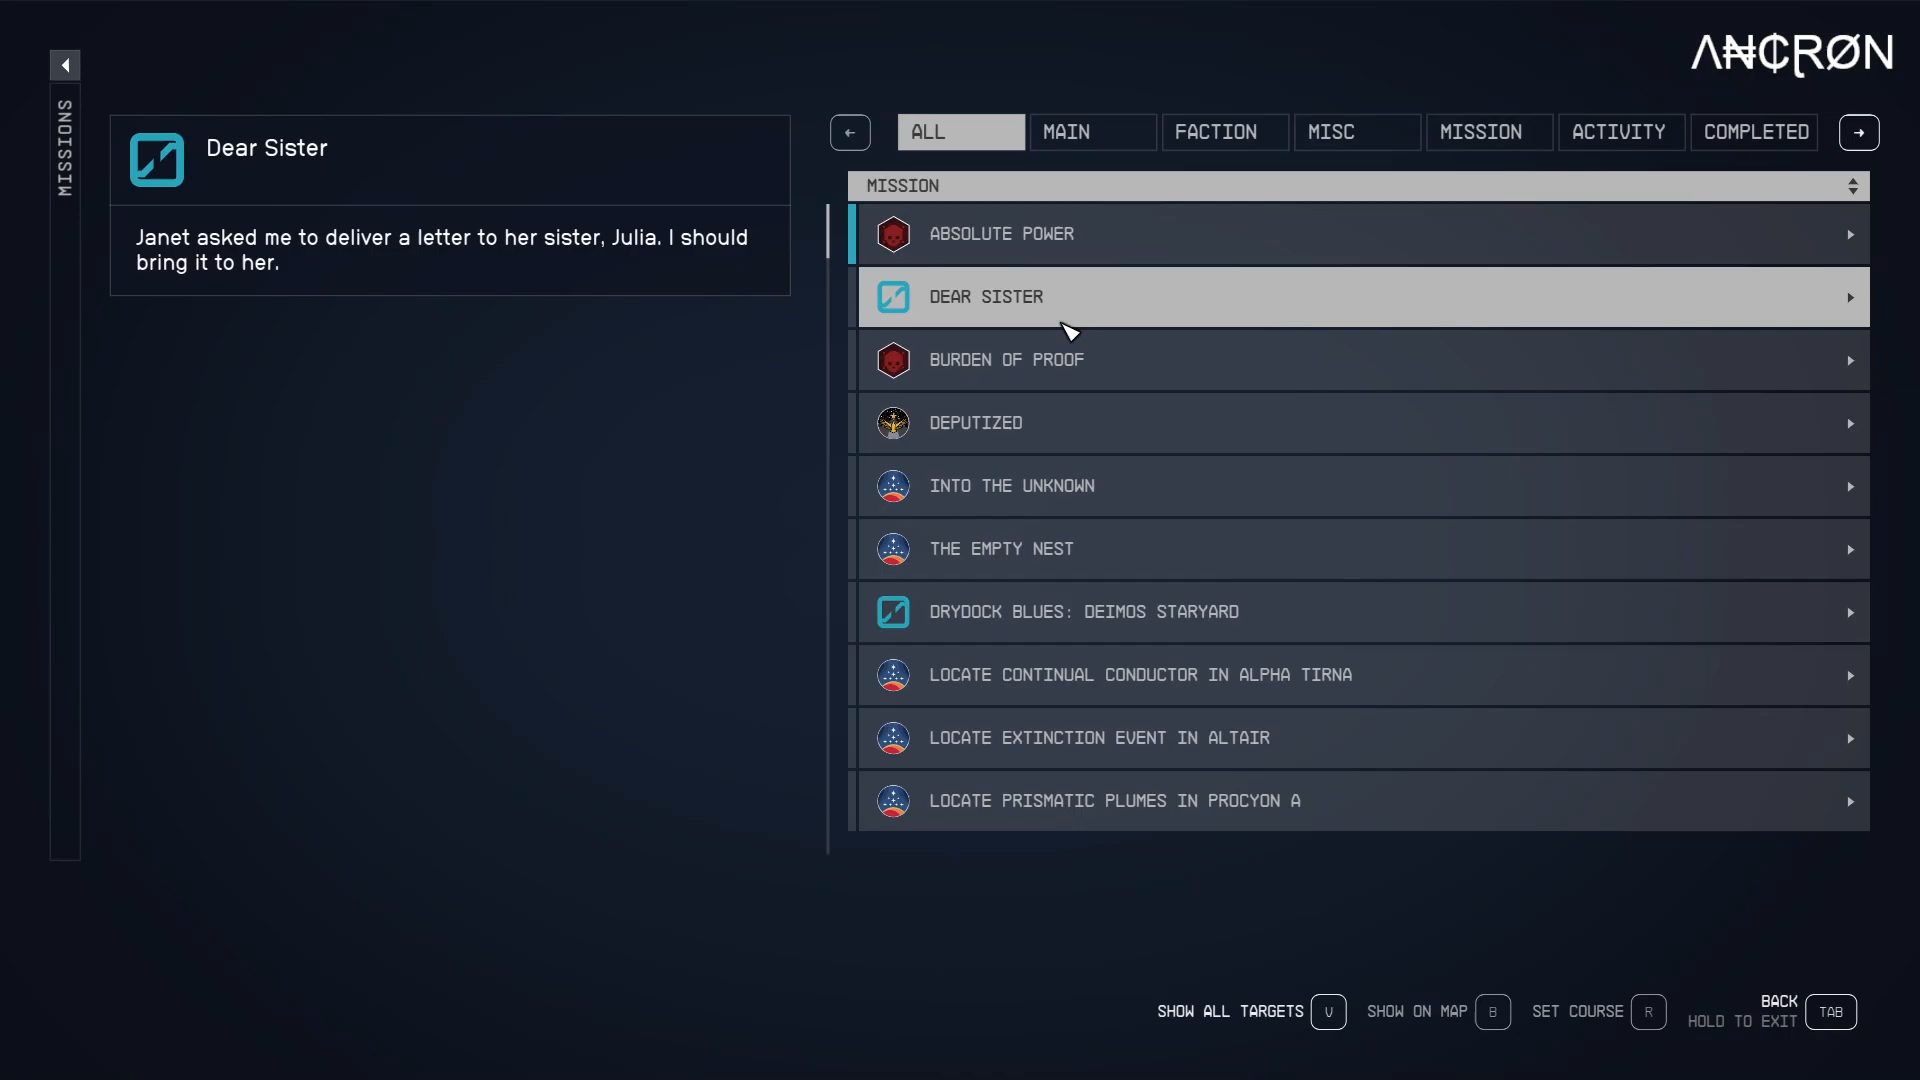 Λ₦₵ⱤØN
MISSIONS
Dear Sister
Janet asked me to deliver a letter to her sister, Julia. I should
bring it to her.
← ALL MAIN FACTION MISC MISSION ACTIVITY COMPLETED →
MISSION
ABSOLUTE POWER
DEAR SISTER
BURDEN OF PROOF
DEPUTIZED
INTO THE UNKNOWN
THE EMPTY NEST
DRYDOCK BLUES: DEIMOS STARYARD
LOCATE CONTINUAL CONDUCTOR IN ALPHA TIRNA
LOCATE EXTINCTION EVENT IN ALTAIR
LOCATE PRISMATIC PLUMES IN PROCYON A
SHOW ALL TARGETS V SHOW ON MAP B SET COURSE R BACK TAB
HOLD TO EXIT